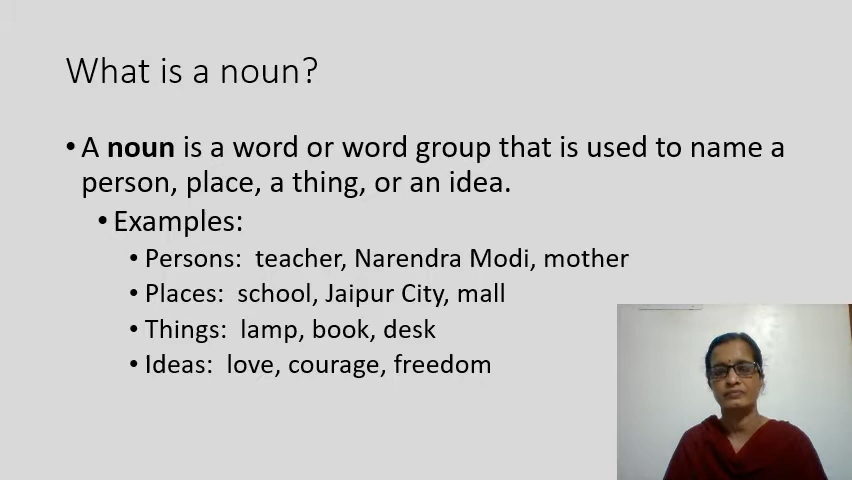 What is a noun?
• A noun is a word or word group that is used to name a
person, place, a thing, or an idea.
• Examples:
• Persons: teacher, Narendra Modi, mother
• Places: school, Jaipur City, mall
• Things: lamp, book, desk
• Ideas: love, courage, freedom